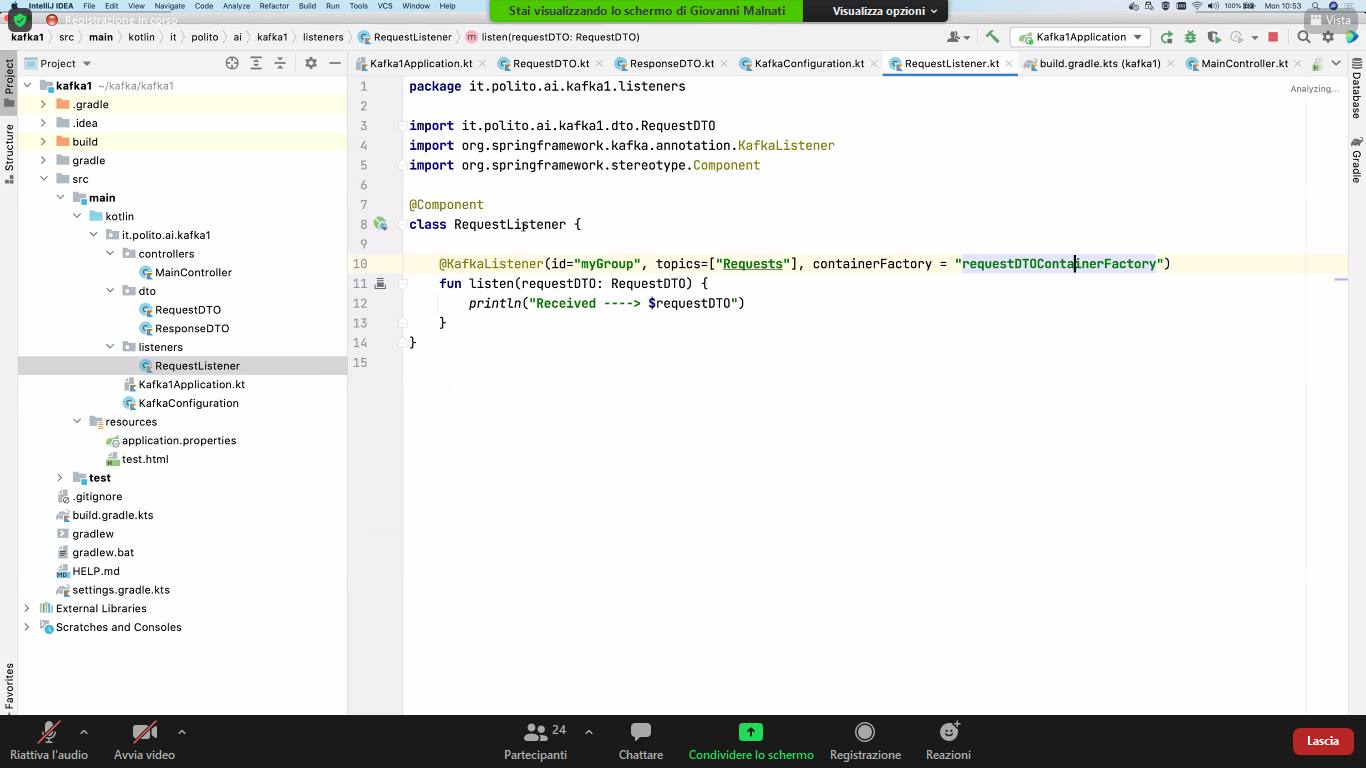 IntelliJ IDEA File Edit View Navigate Code Analyze Refactor Build Run Tools VCS Window Help
Stai visualizzando lo schermo di Giovanni Malnati Visualizza opzioni
100% Mon 10:53
Registrazione in corso
Vista
kafka1 src main kotlin it polito ai kafka1 listeners RequestListener listen(requestDTO: RequestDTO)
Kafka1Application
Project
Kafka1Application.kt RequestDTO.kt ResponseDTO.kt KafkaConfiguration.kt RequestListener.kt build.gradle.kts (kafka1) MainController.kt
Project
Structure
Favorites
Database
Gradle
kafka1 ~/kafka/kafka1
.gradle
.idea
build
gradle
src
main
kotlin
it.polito.ai.kafka1
controllers
MainController
dto
RequestDTO
ResponseDTO
listeners
RequestListener
Kafka1Application.kt
KafkaConfiguration
resources
application.properties
test.html
test
.gitignore
build.gradle.kts
gradlew
gradlew.bat
HELP.md
settings.gradle.kts
External Libraries
Scratches and Consoles
Analyzing...
1 package it.polito.ai.kafka1.listeners
2
3 import it.polito.ai.kafka1.dto.RequestDTO
4 import org.springframework.kafka.annotation.KafkaListener
5 import org.springframework.stereotype.Component
6
7 @Component
8 class RequestListener {
9
10 @KafkaListener(id="myGroup", topics=["Requests"], containerFactory = "requestDTOContainerFactory")
11 fun listen(requestDTO: RequestDTO) {
12 println("Received ----> $requestDTO")
13 }
14 }
15
Riattiva l'audio
Avvia video
24
Partecipanti
Chattare
Condividere lo schermo
Registrazione
Reazioni
Lascia